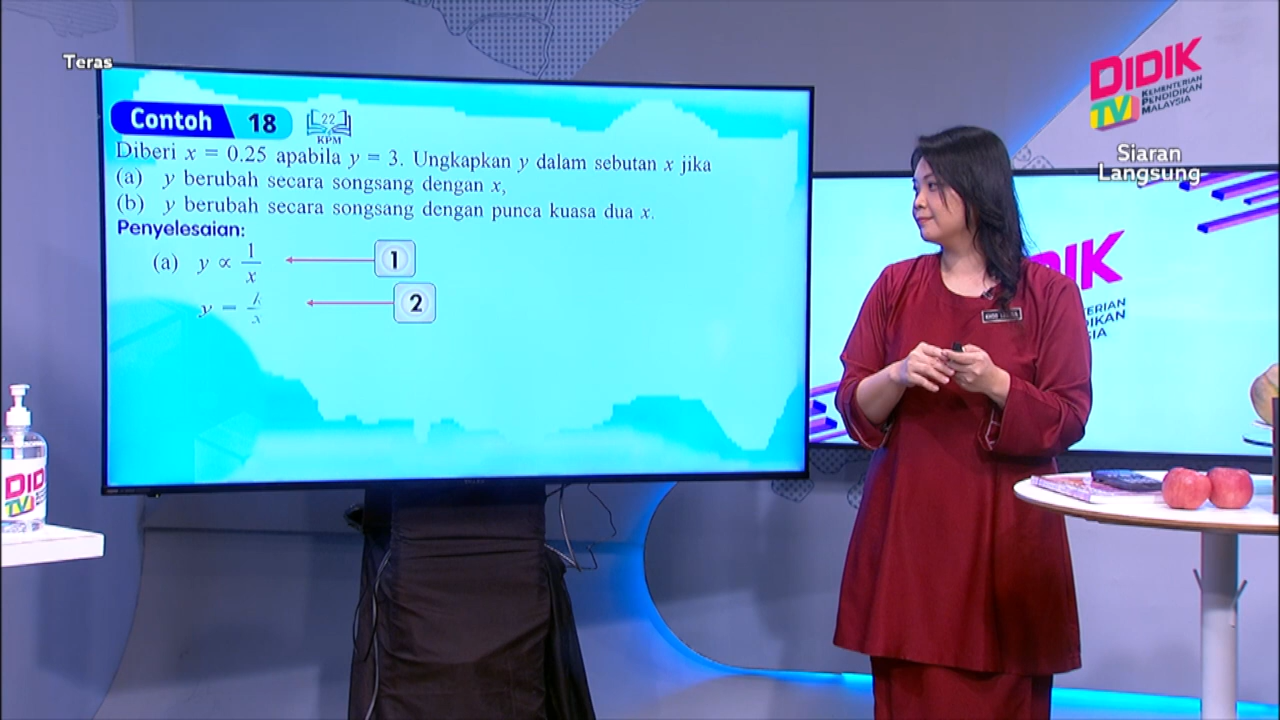 Teras
DIDIK
TV
KEMENTERIAN
PENDIDIKAN
MALAYSIA
Siaran
Langsung
Contoh 18
22
KPM
Diberi x = 0.25 apabila y = 3. Ungkapkan y dalam sebutan x jika
(a) y berubah secara songsang dengan x,
(b) y berubah secara songsang dengan punca kuasa dua x.
Penyelesaian:
(a) y ∝ 1/x
1
y = k/x
2
DIDIK
TV